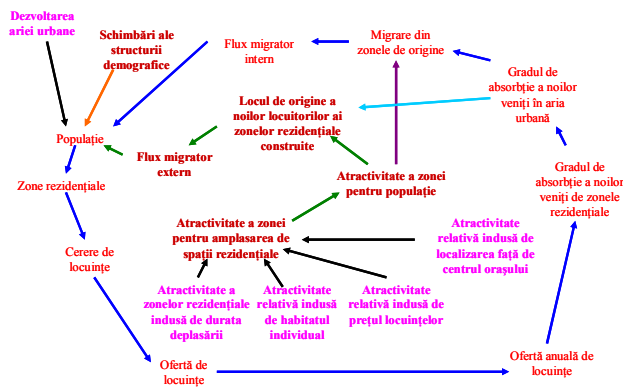 Dezvoltarea
ariei urbane
Schimbări ale
structurii
demografice
Flux migrator
intern
Migrare din
zonele de origine
Gradul de
absorbție a noilor
veniți în aria
urbană
Locul de origine a
noilor locuitorilor ai
zonelor rezidențiale
construite
Populație
Flux migrator
extern
Zone rezidențiale
Atractivitate a zonei
pentru populație
Gradul de
absorbție a noilor
veniți de zonele
rezidențiale
Atractivitate a zonei
pentru amplasarea de
spații rezidențiale
Atractivitate
relativă indusă de
localizarea față de
centrul orașului
Cerere de
locuințe
Atractivitate a
zonelor rezidențiale
indusă de durata
deplasării
Atractivitate
relativă indusă
de habitatul
individual
Atractivitate
relativă indusă de
prețul locuințelor
Ofertă de
locuințe
Ofertă anuală de
locuințe